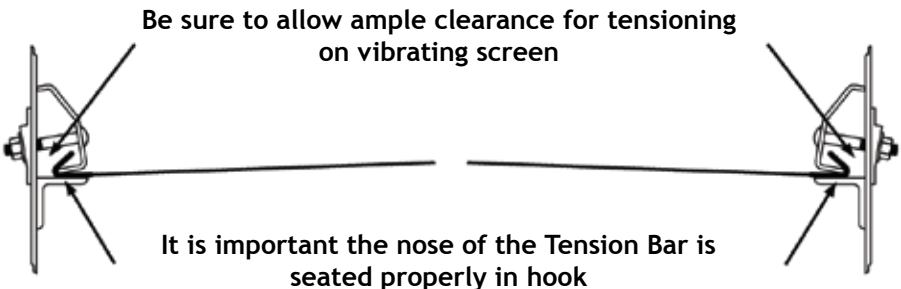 Be sure to allow ample clearance for tensioning
on vibrating screen
It is important the nose of the Tension Bar is
seated properly in hook